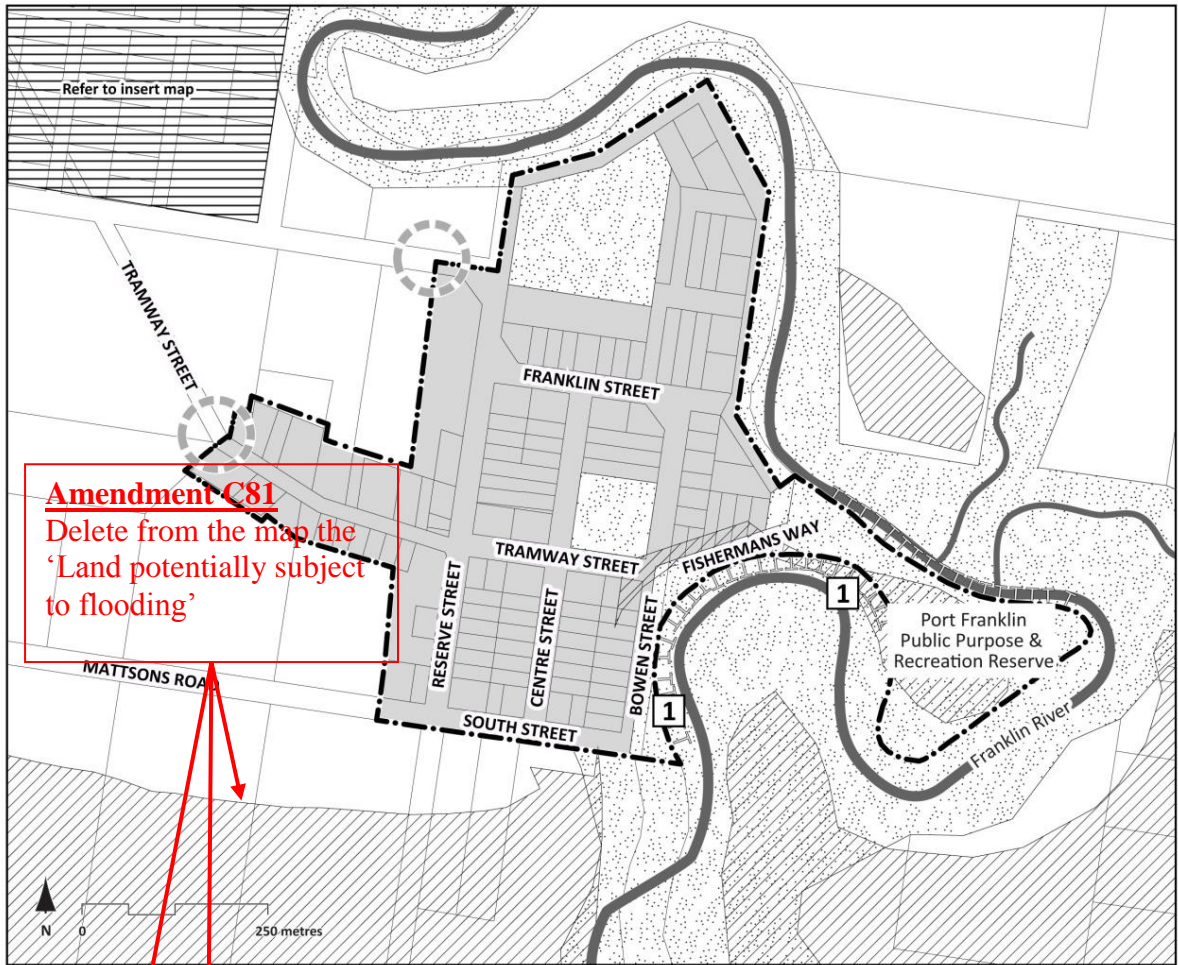 Refer to insert map
TRAMWAY STREET
FRANKLIN STREET
Amendment C81
Delete from the map the
‘Land potentially subject
to flooding’
TRAMWAY STREET
FISHERMANS WAY
1
RESERVE STREET
CENTRE STREET
BOWEN STREET
Port Franklin
Public Purpose &
Recreation Reserve
MATTSONS ROAD
1
SOUTH STREET
Franklin River
N 0 250 metres